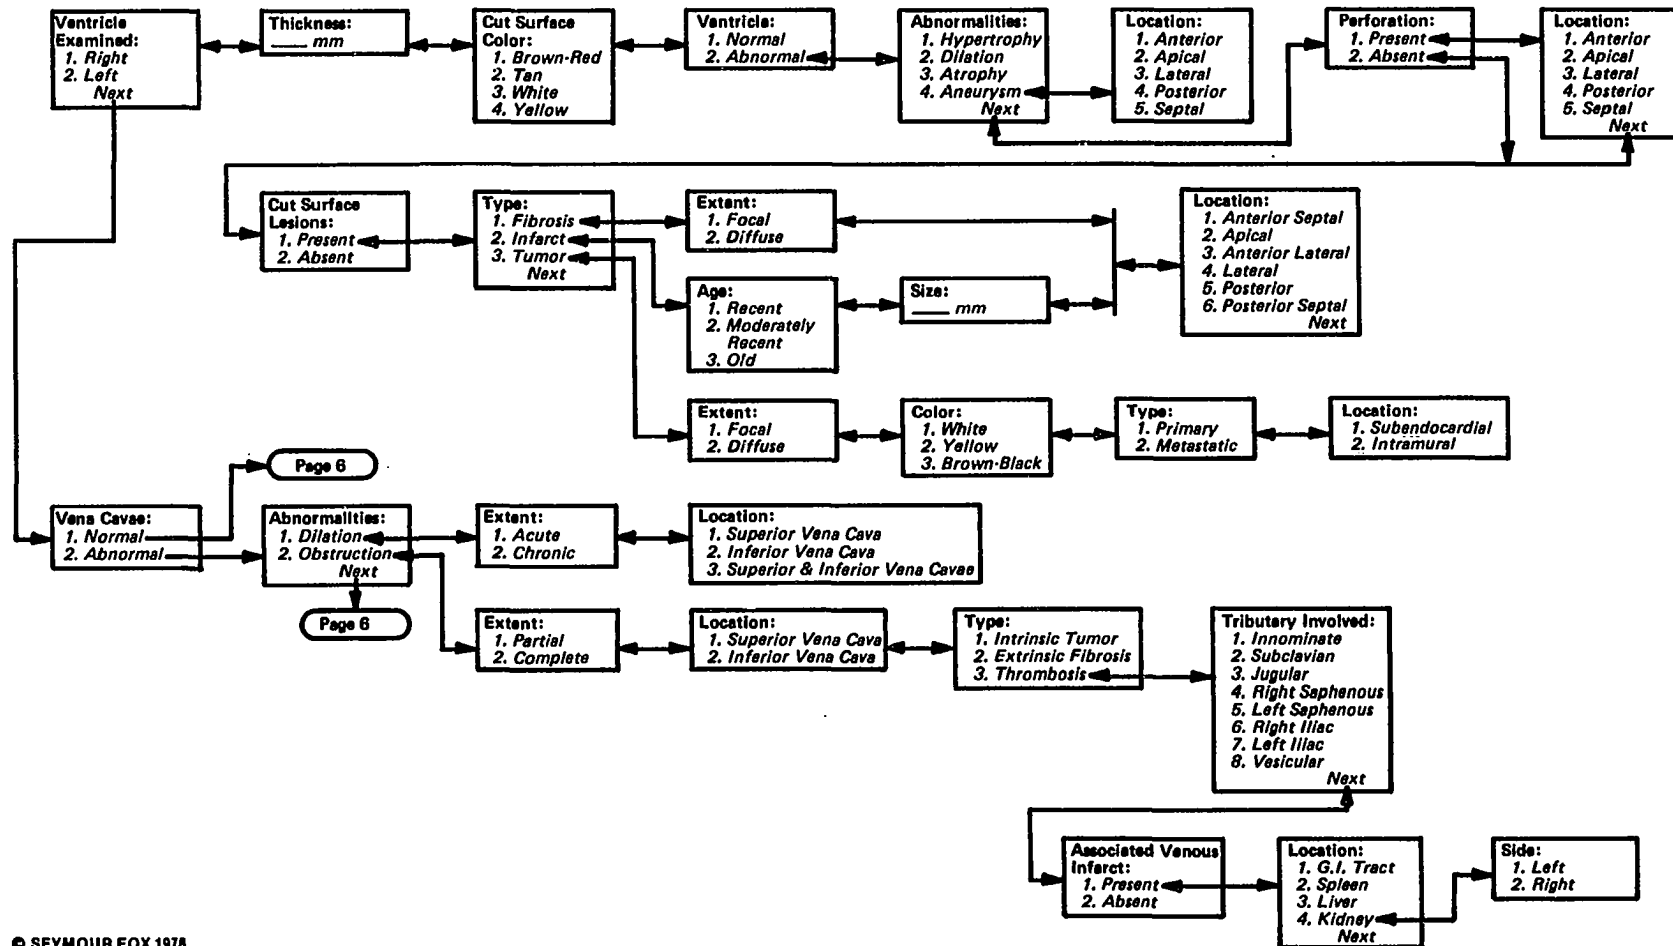 Ventricle
Examined:
1. Right
2. Left
Next
Thickness:
____ mm
Cut Surface
Color:
1. Brown-Red
2. Tan
3. White
4. Yellow
Ventricle:
1. Normal
2. Abnormal
Abnormalities:
1. Hypertrophy
2. Dilation
3. Atrophy
4. Aneurysm
Next
Location:
1. Anterior
2. Apical
3. Lateral
4. Posterior
5. Septal
Perforation:
1. Present
2. Absent
Location:
1. Anterior
2. Apical
3. Lateral
4. Posterior
5. Septal
Next
Cut Surface
Lesions:
1. Present
2. Absent
Type:
1. Fibrosis
2. Infarct
3. Tumor
Next
Extent:
1. Focal
2. Diffuse
Location:
1. Anterior Septal
2. Apical
3. Anterior Lateral
4. Lateral
5. Posterior
6. Posterior Septal
Next
Age:
1. Recent
2. Moderately
Recent
3. Old
Size:
____ mm
Extent:
1. Focal
2. Diffuse
Color:
1. White
2. Yellow
3. Brown-Black
Type:
1. Primary
2. Metastatic
Location:
1. Subendocardial
2. Intramural
Page 6
Vena Cavae:
1. Normal
2. Abnormal
Abnormalities:
1. Dilation
2. Obstruction
Next
Extent:
1. Acute
2. Chronic
Location:
1. Superior Vena Cava
2. Inferior Vena Cava
3. Superior & Inferior Vena Cavae
Page 6
Extent:
1. Partial
2. Complete
Location:
1. Superior Vena Cava
2. Inferior Vena Cava
Type:
1. Intrinsic Tumor
2. Extrinsic Fibrosis
3. Thrombosis
Tributary Involved:
1. Innominate
2. Subclavian
3. Jugular
4. Right Saphenous
5. Left Saphenous
6. Right Iliac
7. Left Iliac
8. Vesicular
Next
Associated Venous
Infarct:
1. Present
2. Absent
Location:
1. G.I. Tract
2. Spleen
3. Liver
4. Kidney
Next
Side:
1. Left
2. Right
© SEYMOUR FOX 1978